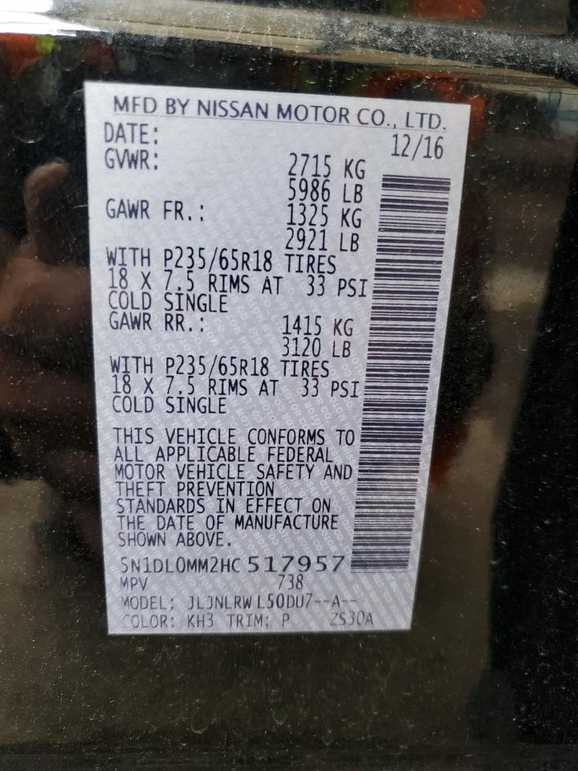 MFD BY NISSAN MOTOR CO., LTD.
DATE: 12/16
GVWR: 2715 KG
5986 LB
GAWR FR.: 1325 KG
2921 LB
WITH P235/65R18 TIRES
18 X 7.5 RIMS AT 33 PSI
COLD SINGLE
GAWR RR.: 1415 KG
3120 LB
WITH P235/65R18 TIRES
18 X 7.5 RIMS AT 33 PSI
COLD SINGLE
THIS VEHICLE CONFORMS TO
ALL APPLICABLE FEDERAL
MOTOR VEHICLE SAFETY AND
THEFT PREVENTION
STANDARDS IN EFFECT ON
THE DATE OF MANUFACTURE
SHOWN ABOVE.
5N1DL0MM2HC 517957
MPV 738
MODEL: JLJNLRW L50DU7--A--
COLOR: KH3 TRIM: P ZS30A